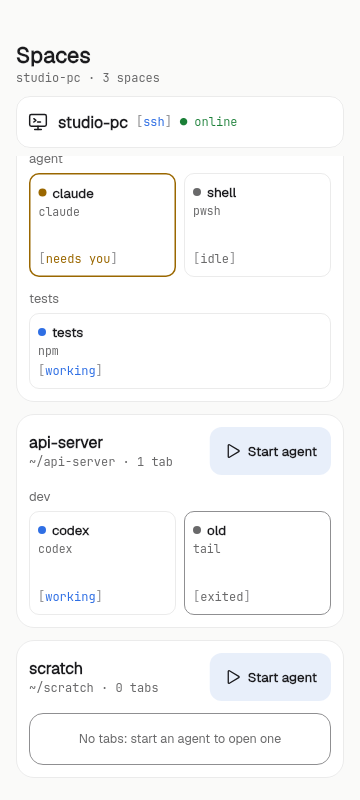 Spaces
studio-pc · 3 spaces
studio-pc [ssh] online
agent
claude
claude
[needs you]
shell
pwsh
[idle]
tests
tests
npm
[working]
api-server
~/api-server · 1 tab
Start agent
dev
codex
codex
[working]
old
tail
[exited]
scratch
~/scratch · 0 tabs
Start agent
No tabs: start an agent to open one